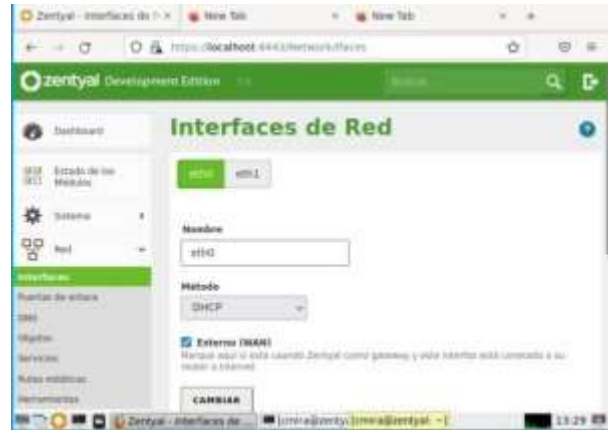 Zentyal - Interfaces de
New Tab
New Tab
https://localhost:8443/Network/Ifaces
zentyal Development Edition
Buscar
Dashboard
Interfaces de Red
Estado de los
Módulos
eth0
eth1
Sistema
Red
Nombre
eth0
Interfaces
Método
Puertas de enlace
DHCP
DNS
Objetos
Externo (WAN)
Servicios
Marque aquí si está usando Zentyal como gateway y este interfaz está conectado a su
router a Internet.
Rutas estáticas
Herramientas
CAMBIAR
Zentyal - Interfaces de ...
13:29